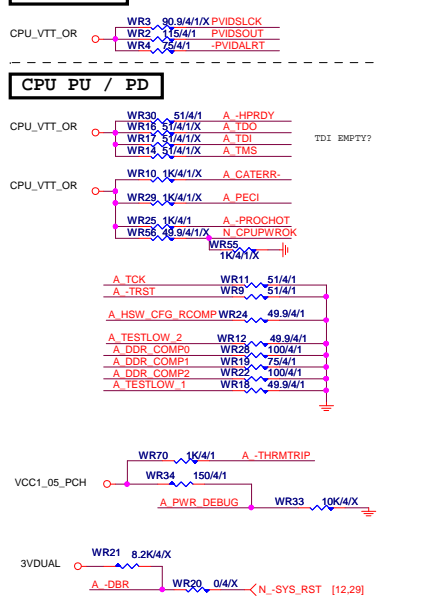 WR3 90.9/4/1/X PVIDSLCK
CPU_VTT_OR WR2 115/4/1 PVIDSOUT
WR4 75/4/1 -PVIDALRT
CPU PU / PD
WR30 51/4/1 A_-HPRDY
CPU_VTT_OR WR16 51/4/1/X A_TDO
WR17 51/4/1/X A_TDI TDI EMPTY?
WR14 51/4/1/X A_TMS
WR10 1K/4/1/X A_CATERR-
CPU_VTT_OR
WR29 1K/4/1/X A_PECI
WR25 1K/4/1 A_-PROCHOT
WR56 49.9/4/1/X N_CPUPWROK
WR55
1K/4/1/X
A_TCK WR11 51/4/1
A_-TRST WR9 51/4/1
A_HSW_CFG_RCOMP WR24 49.9/4/1
A_TESTLOW_2 WR12 49.9/4/1
A_DDR_COMP0 WR28 100/4/1
A_DDR_COMP1 WR19 75/4/1
A_DDR_COMP2 WR22 100/4/1
A_TESTLOW_1 WR18 49.9/4/1
WR70 1K/4/1 A_-THRMTRIP
VCC1_05_PCH WR34 150/4/1
A_PWR_DEBUG WR33 10K/4/X
3VDUAL WR21 8.2K/4/X
A_-DBR WR20 0/4/X N_-SYS_RST [12,29]